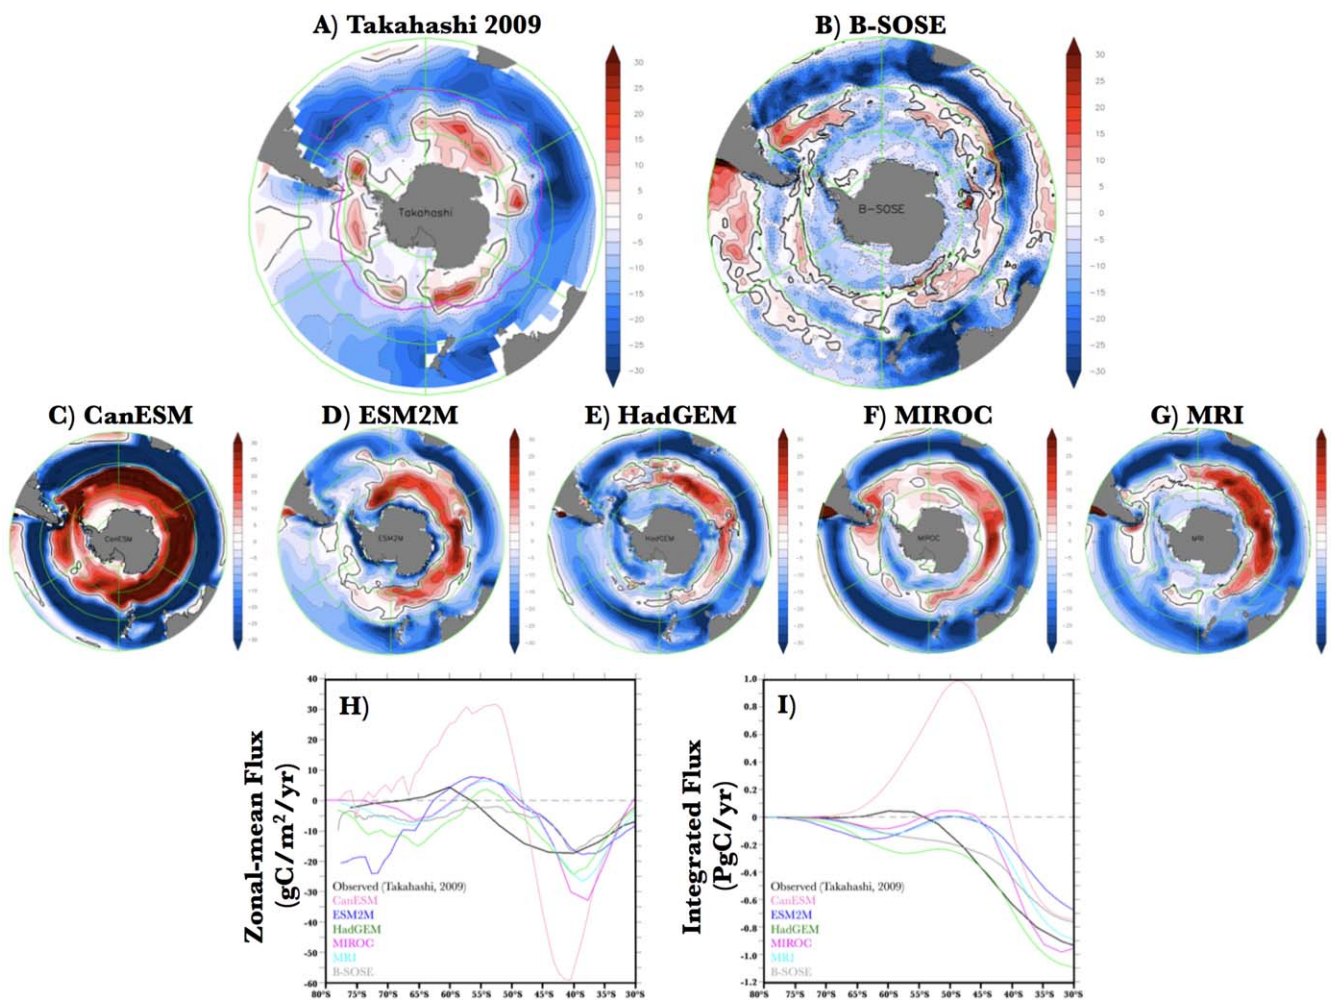 A) Takahashi 2009
B) B-SOSE
30
25
20
15
10
5
0
-5
-10
-15
-20
-25
-30
30
25
20
15
10
5
0
-5
-10
-15
-20
-25
-30
Takahashi
B-SOSE
C) CanESM
D) ESM2M
E) HadGEM
F) MIROC
G) MRI
CanESM
ESM2M
HadGEM
MIROC
MRI
H)
Zonal-mean Flux
(gC/m²/yr)
40
30
20
10
0
-10
-20
-30
-40
-50
-60
Observed (Takahashi, 2009)
CanESM
ESM2M
HadGEM
MIROC
MRI
B-SOSE
80°S 75°S 70°S 65°S 60°S 55°S 50°S 45°S 40°S 35°S 30°S
I)
Integrated Flux
(PgC/yr)
1.0
0.8
0.6
0.4
0.2
0
-0.2
-0.4
-0.6
-0.8
-1.0
-1.2
Observed (Takahashi, 2009)
CanESM
ESM2M
HadGEM
MIROC
MRI
B-SOSE
80°S 75°S 70°S 65°S 60°S 55°S 50°S 45°S 40°S 35°S 30°S